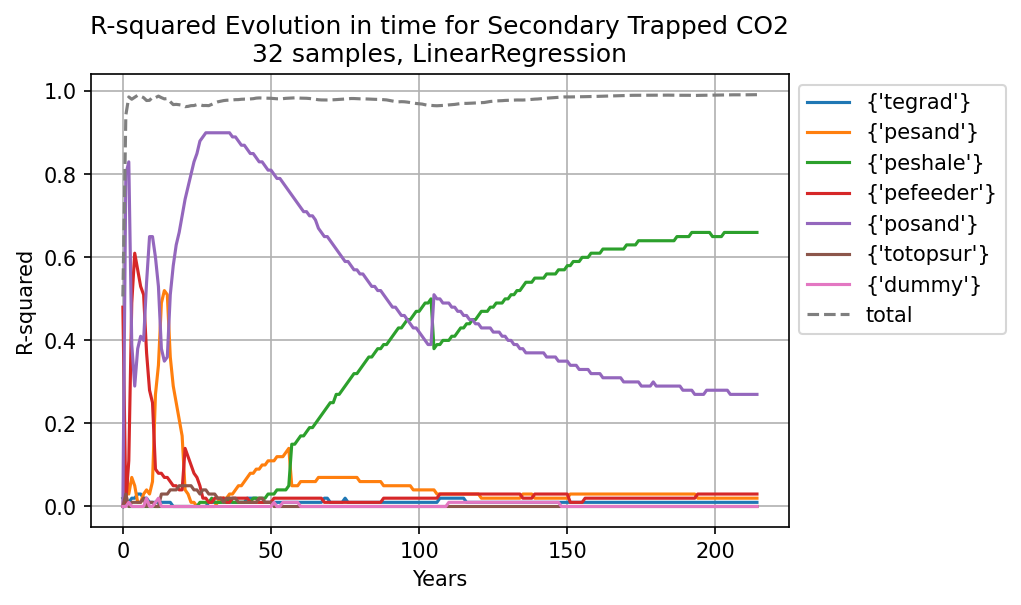 R-squared Evolution in time for Secondary Trapped CO2
32 samples, LinearRegression
1.0
0.8
0.6
0.4
0.2
0.0
R-squared
0 50 100 150 200
Years
{'tegrad'}
{'pesand'}
{'peshale'}
{'pefeeder'}
{'posand'}
{'totopsur'}
{'dummy'}
total